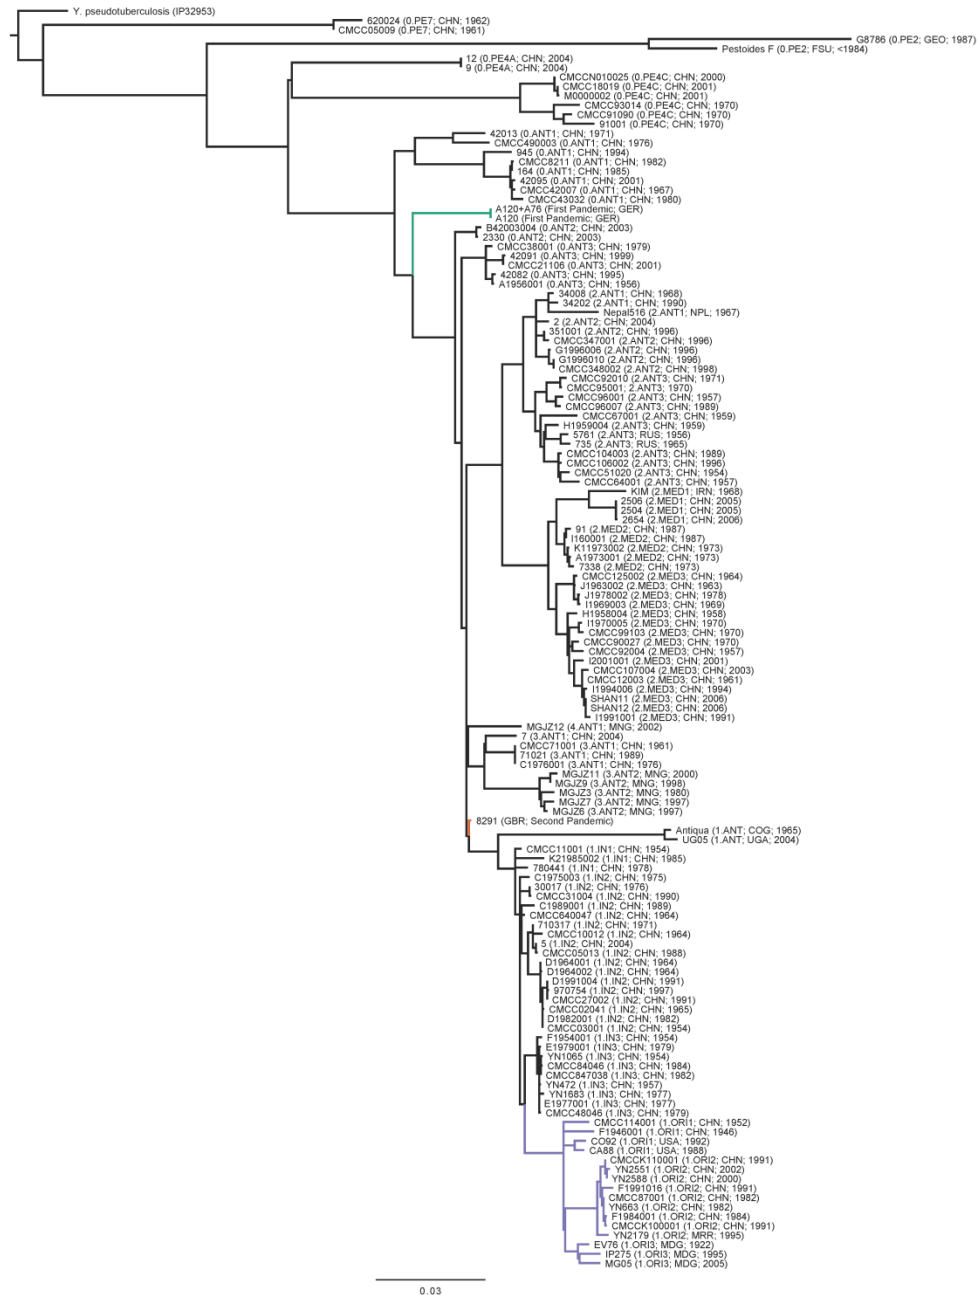 Y. pseudotuberculosis (IP32953)
620024 (0.PE7; CHN; 1962)
CMCC05009 (0.PE7; CHN; 1961)
G8786 (0.PE2; GEO; 1987)
Pestoides F (0.PE2; FSU; <1984)
12 (0.PE4A; CHN; 2004)
9 (0.PE4A; CHN; 2004)
CMCCN010025 (0.PE4C; CHN; 2000)
CMCC18019 (0.PE4C; CHN; 2001)
M0000002 (0.PE4C; CHN; 2001)
CMCC93014 (0.PE4C; CHN; 1970)
CMCC91090 (0.PE4C; CHN; 1970)
91001 (0.PE4C; CHN; 1970)
42013 (0.ANT1; CHN; 1971)
CMCC490003 (0.ANT1; CHN; 1976)
945 (0.ANT1; CHN; 1994)
CMCC8211 (0.ANT1; CHN; 1982)
164 (0.ANT1; CHN; 1985)
42095 (0.ANT1; CHN; 2001)
CMCC42007 (0.ANT1; CHN; 1967)
CMCC43032 (0.ANT1; CHN; 1980)
A120+A76 (First Pandemic; GER)
A120 (First Pandemic; GER)
B42003004 (0.ANT2; CHN; 2003)
2330 (0.ANT2; CHN; 2003)
CMCC38001 (0.ANT3; CHN; 1979)
42091 (0.ANT3; CHN; 1999)
CMCC21106 (0.ANT3; CHN; 2001)
42082 (0.ANT3; CHN; 1995)
A1956001 (0.ANT3; CHN; 1956)
34008 (2.ANT1; CHN; 1968)
34202 (2.ANT1; CHN; 1990)
Nepal516 (2.ANT1; NPL; 1967)
2 (2.ANT2; CHN; 2004)
351001 (2.ANT2; CHN; 1996)
CMCC347001 (2.ANT2; CHN; 1996)
G1996006 (2.ANT2; CHN; 1996)
G1996010 (2.ANT2; CHN; 1996)
CMCC348002 (2.ANT2; CHN; 1998)
CMCC92010 (2.ANT3; CHN; 1971)
CMCC95001; 2.ANT3; 1970)
CMCC96001 (2.ANT3; CHN; 1957)
CMCC96007 (2.ANT3; CHN; 1989)
CMCC67001 (2.ANT3; CHN; 1959)
H1959004 (2.ANT3; CHN; 1959)
5761 (2.ANT3; RUS; 1956)
735 (2.ANT3; RUS; 1965)
CMCC104003 (2.ANT3; CHN; 1989)
CMCC106002 (2.ANT3; CHN; 1996)
CMCC51020 (2.ANT3; CHN; 1954)
CMCC64001 (2.ANT3; CHN; 1957)
KIM (2.MED1; IRN; 1968)
2506 (2.MED1; CHN; 2005)
2504 (2.MED1; CHN; 2005)
2654 (2.MED1; CHN; 2006)
91 (2.MED2; CHN; 1987)
I160001 (2.MED2; CHN; 1987)
K11973002 (2.MED2; CHN; 1973)
A1973001 (2.MED2; CHN; 1973)
7338 (2.MED2; CHN; 1973)
CMCC125002 (2.MED3; CHN; 1964)
J1963002 (2.MED3; CHN; 1963)
J1978002 (2.MED3; CHN; 1978)
I1969003 (2.MED3; CHN; 1969)
H1958004 (2.MED3; CHN; 1958)
I1970005 (2.MED3; CHN; 1970)
CMCC99103 (2.MED3; CHN; 1970)
CMCC90027 (2.MED3; CHN; 1970)
CMCC92004 (2.MED3; CHN; 1957)
I2001001 (2.MED3; CHN; 2001)
CMCC107004 (2.MED3; CHN; 2003)
CMCC12003 (2.MED3; CHN; 1961)
I1994006 (2.MED3; CHN; 1994)
SHAN11 (2.MED3; CHN; 2006)
SHAN12 (2.MED3; CHN; 2006)
I1991001 (2.MED3; CHN; 1991)
MGJZ12 (4.ANT1; MNG; 2002)
7 (3.ANT1; CHN; 2004)
CMCC71001 (3.ANT1; CHN; 1961)
71021 (3.ANT1; CHN; 1989)
C1976001 (3.ANT1; CHN; 1976)
MGJZ11 (3.ANT2; MNG; 2000)
MGJZ9 (3.ANT2; MNG; 1998)
MGJZ3 (3.ANT2; MNG; 1980)
MGJZ7 (3.ANT2; MNG; 1997)
MGJZ6 (3.ANT2; MNG; 1997)
8291 (GBR; Second Pandemic)
Antiqua (1.ANT; COG; 1965)
UG05 (1.ANT; UGA; 2004)
CMCC11001 (1.IN1; CHN; 1954)
K21985002 (1.IN1; CHN; 1985)
780441 (1.IN1; CHN; 1978)
C1975003 (1.IN2; CHN; 1975)
30017 (1.IN2; CHN; 1976)
CMCC31004 (1.IN2; CHN; 1990)
C1989001 (1.IN2; CHN; 1989)
CMCC640047 (1.IN2; CHN; 1964)
710317 (1.IN2; CHN; 1971)
CMCC10012 (1.IN2; CHN; 1964)
5 (1.IN2; CHN; 2004)
CMCC05013 (1.IN2; CHN; 1988)
D1964001 (1.IN2; CHN; 1964)
D1964002 (1.IN2; CHN; 1964)
D1991004 (1.IN2; CHN; 1991)
970754 (1.IN2; CHN; 1997)
CMCC27002 (1.IN2; CHN; 1991)
CMCC02041 (1.IN2; CHN; 1965)
D1982001 (1.IN2; CHN; 1982)
CMCC03001 (1.IN2; CHN; 1954)
F1954001 (1.IN3; CHN; 1954)
E1979001 (1IN3; CHN; 1979)
YN1065 (1.IN3; CHN; 1954)
CMCC84046 (1.IN3; CHN; 1984)
CMCC847038 (1.IN3; CHN; 1982)
YN472 (1.IN3; CHN; 1957)
YN1683 (1.IN3; CHN; 1977)
E1977001 (1.IN3; CHN; 1977)
CMCC48046 (1.IN3; CHN; 1979)
CMCC114001 (1.ORI1; CHN; 1952)
F1946001 (1.ORI1; CHN; 1946)
CO92 (1.ORI1; USA; 1992)
CA88 (1.ORI1; USA; 1988)
CMCCK110001 (1.ORI2; CHN; 1991)
YN2551 (1.ORI2; CHN; 2002)
YN2588 (1.ORI2; CHN; 2000)
F1991016 (1.ORI2; CHN; 1991)
CMCC87001 (1.ORI2; CHN; 1982)
YN663 (1.ORI2; CHN; 1982)
F1984001 (1.ORI2; CHN; 1984)
CMCCK100001 (1.ORI2; CHN; 1991)
YN2179 (1.ORI2; MRR; 1995)
EV76 (1.ORI3; MDG; 1922)
IP275 (1.ORI3; MDG; 1995)
MG05 (1.ORI3; MDG; 2005)
0.03